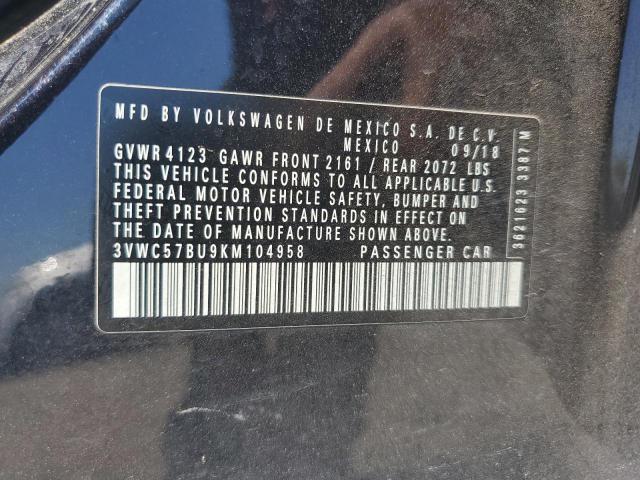 MFD BY VOLKSWAGEN DE MEXICO S.A. DE C.V.
MEXICO 09/18
GVWR 4123 GAWR FRONT 2161 / REAR 2072 LBS
THIS VEHICLE CONFORMS TO ALL APPLICABLE U.S.
FEDERAL MOTOR VEHICLE SAFETY, BUMPER AND
THEFT PREVENTION STANDARDS IN EFFECT ON
THE DATE OF MANUFACTURE SHOWN ABOVE.
3VWC57BU9KM104958 PASSENGER CAR
3621623 3387 M